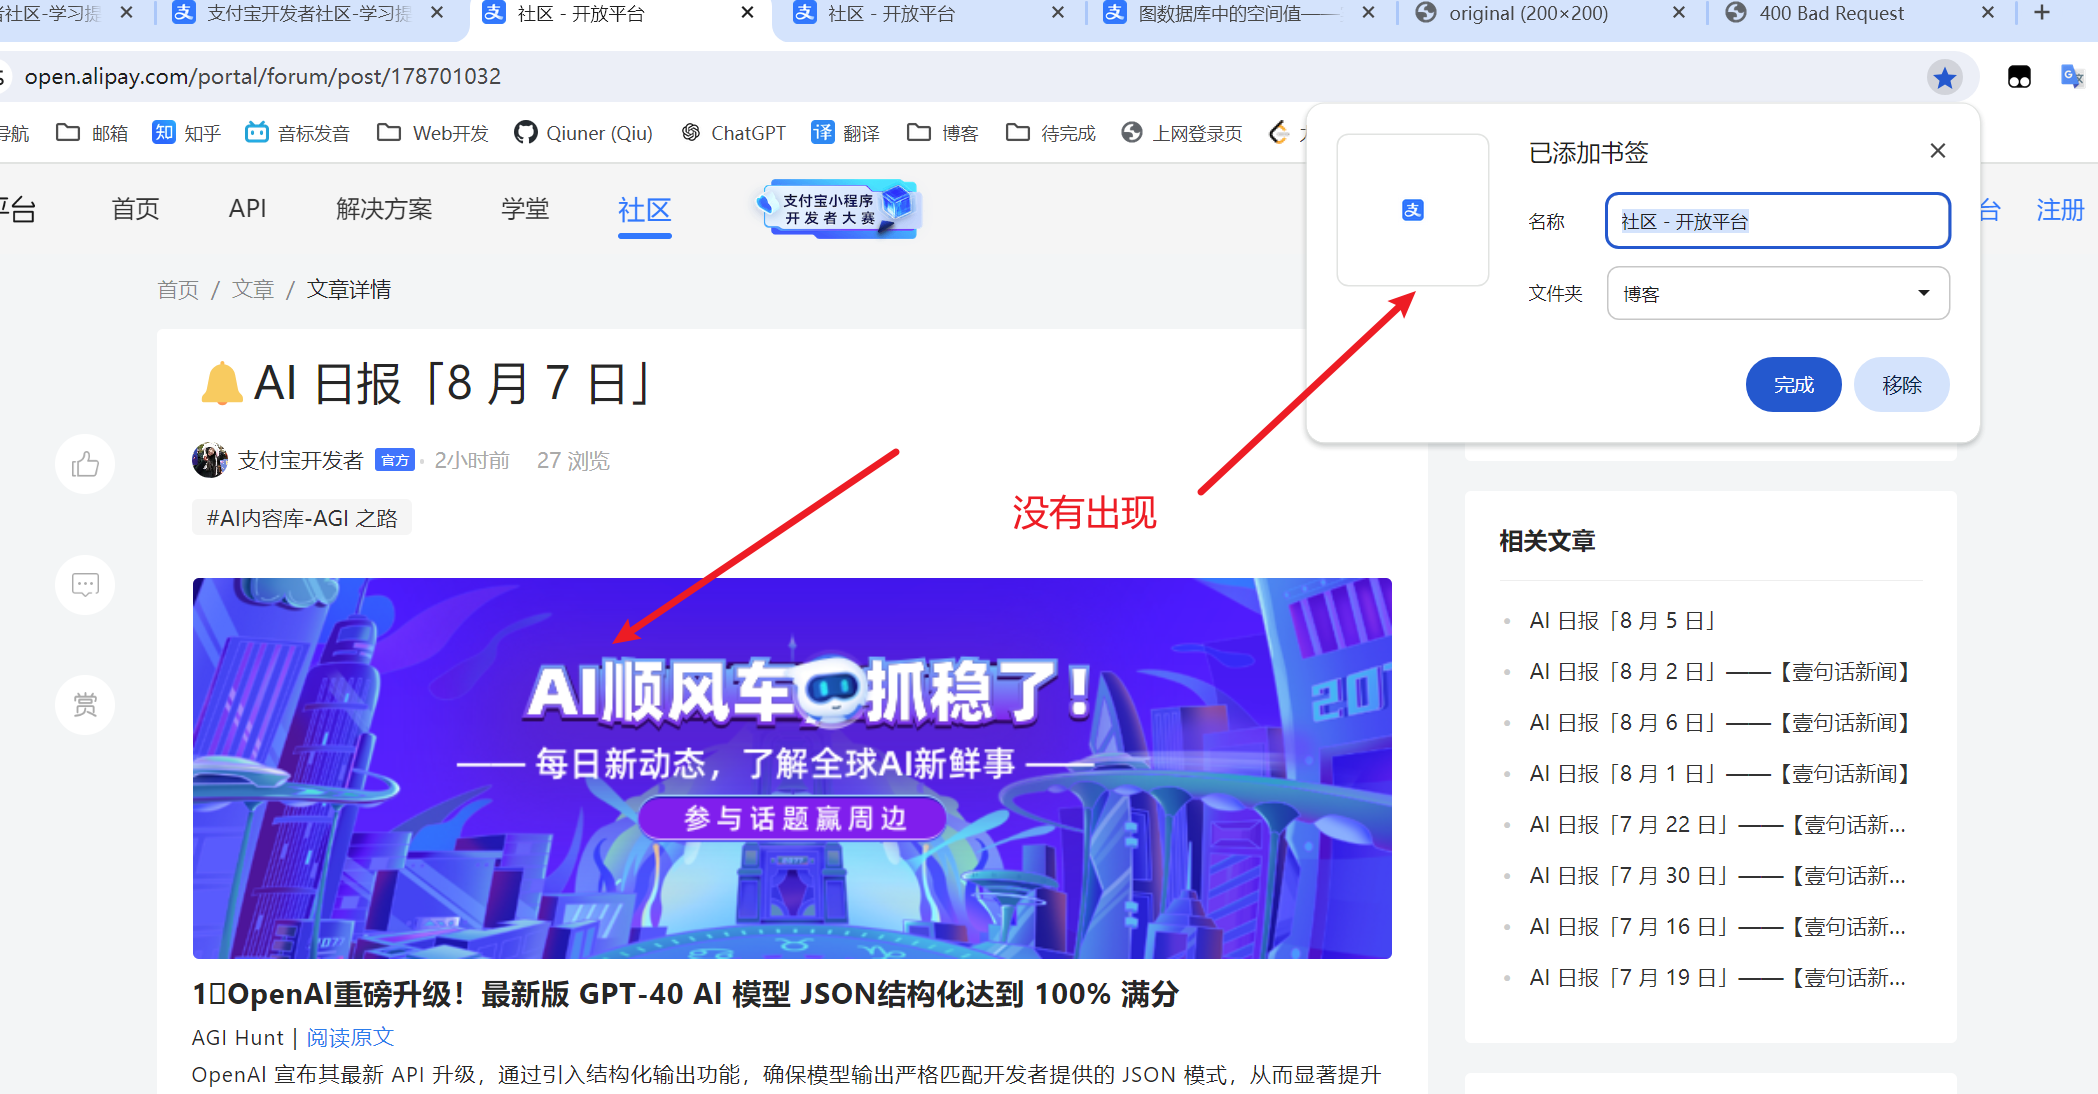 者社区-学习提
支付宝开发者社区-学习提
社区 - 开放平台
社区 - 开放平台
图数据库中的空间值——
original (200×200)
400 Bad Request
open.alipay.com/portal/forum/post/178701032
导航
邮箱
知 知乎
音标发音
Web开发
Qiuner (Qiu)
ChatGPT
译 翻译
博客
待完成
上网登录页
平台
首页
API
解决方案
学堂
社区
支付宝小程序
开发者大赛
台
注册
已添加书签
名称
社区 - 开放平台
文件夹
博客
完成
移除
首页 / 文章 / 文章详情
AI 日报「8 月 7 日」
支付宝开发者 官方 2小时前 27 浏览
#AI内容库-AGI 之路
没有出现
赏
AI顺风车抓稳了！
每日新动态，了解全球AI新鲜事
参与话题赢周边
1▯OpenAI重磅升级！最新版 GPT-4O AI 模型 JSON结构化达到 100% 满分
AGI Hunt | 阅读原文
OpenAI 宣布其最新 API 升级，通过引入结构化输出功能，确保模型输出严格匹配开发者提供的 JSON 模式，从而显著提升
相关文章
AI 日报「8 月 5 日」
AI 日报「8 月 2 日」——【壹句话新闻】
AI 日报「8 月 6 日」——【壹句话新闻】
AI 日报「8 月 1 日」——【壹句话新闻】
AI 日报「7 月 22 日」——【壹句话新...
AI 日报「7 月 30 日」——【壹句话新...
AI 日报「7 月 16 日」——【壹句话新...
AI 日报「7 月 19 日」——【壹句话新...